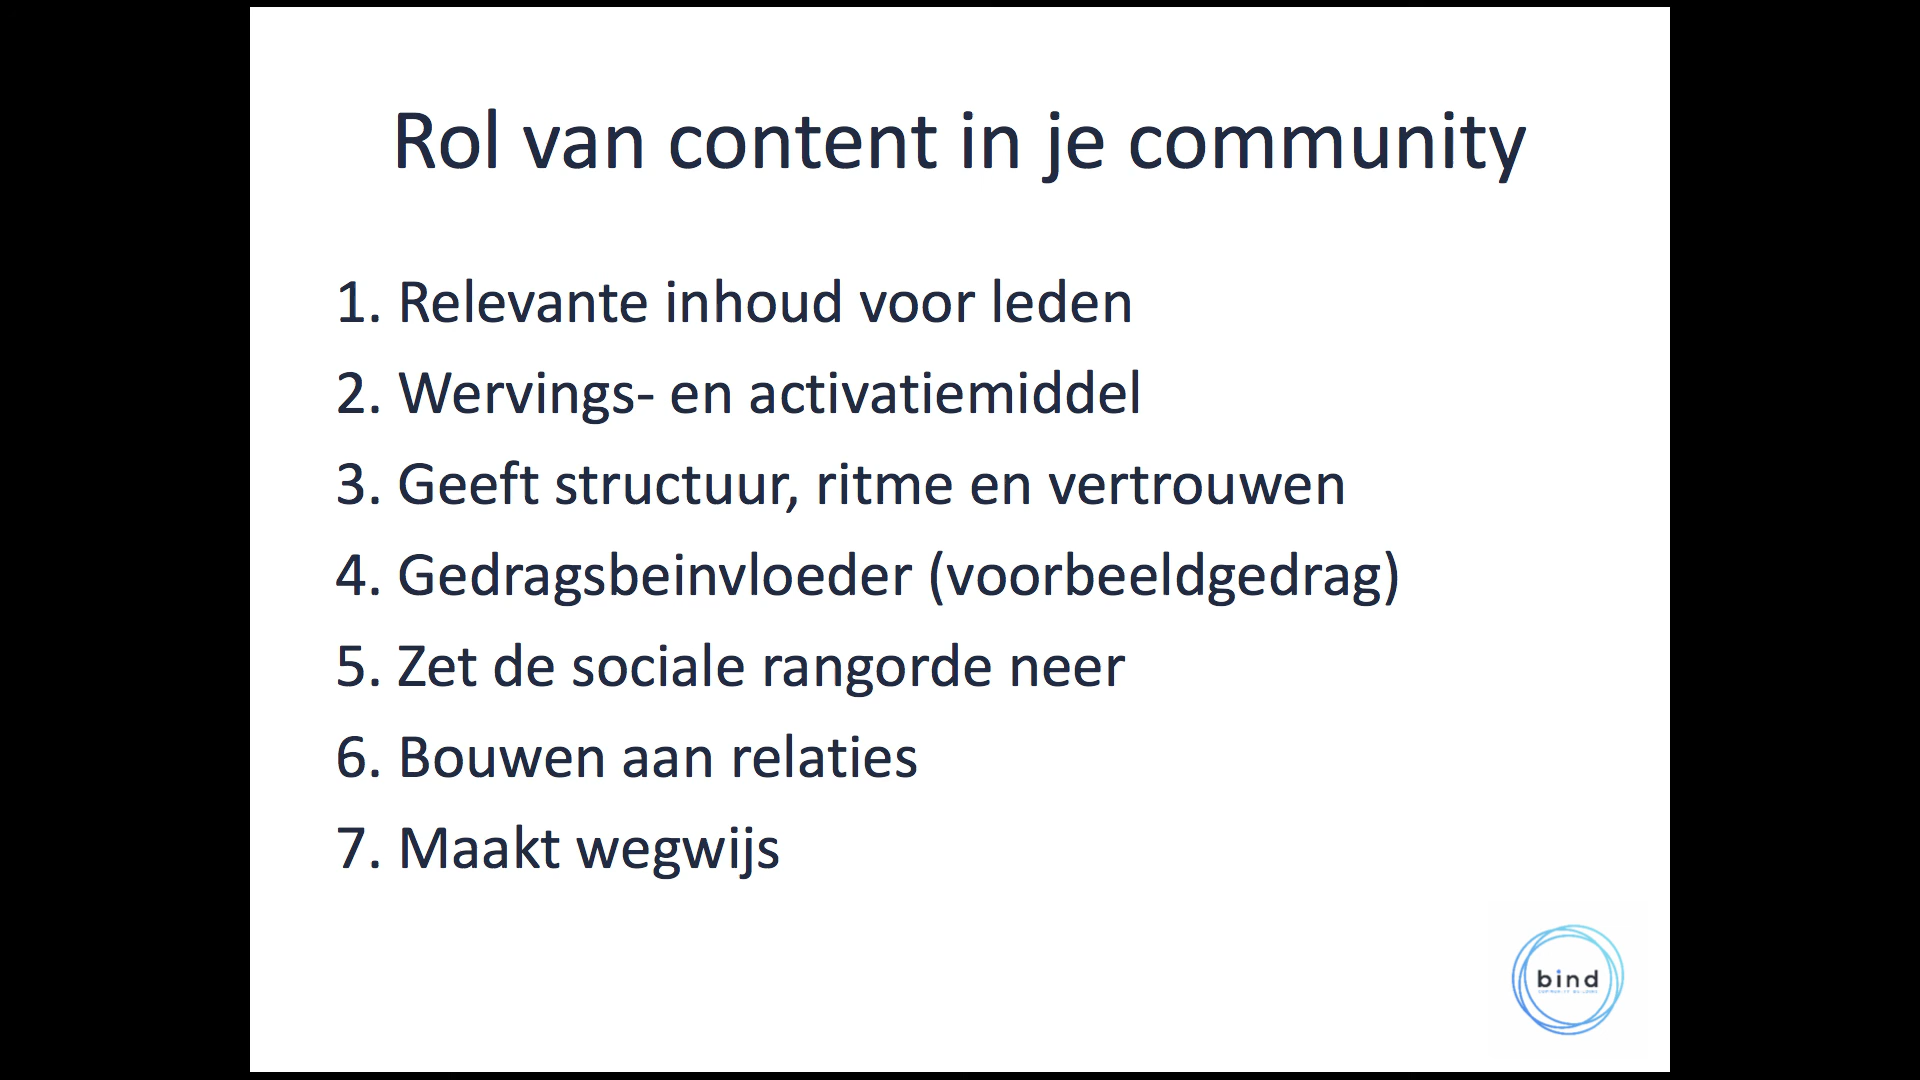 Rol van content in je community
1. Relevante inhoud voor leden
2. Wervings- en activatiemiddel
3. Geeft structuur, ritme en vertrouwen
4. Gedragsbeinvloeder (voorbeeldgedrag)
5. Zet de sociale rangorde neer
6. Bouwen aan relaties
7. Maakt wegwijs
bind